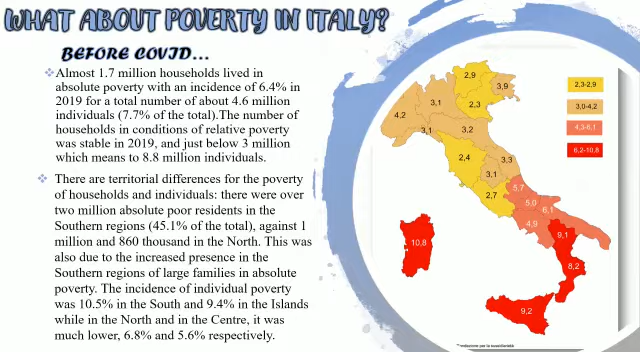 WHAT ABOUT POVERTY IN ITALY?
BEFORE COVID...
Almost 1.7 million households lived in
absolute poverty with an incidence of 6.4% in
2019 for a total number of about 4.6 million
individuals (7.7% of the total).The number of
households in conditions of relative poverty
was stable in 2019, and just below 3 million
which means to 8.8 million individuals.
There are territorial differences for the poverty
of households and individuals: there were over
two million absolute poor residents in the
Southern regions (45.1% of the total), against 1
million and 860 thousand in the North. This was
also due to the increased presence in the
Southern regions of large families in absolute
poverty. The incidence of individual poverty
was 10.5% in the South and 9.4% in the Islands
while in the North and in the Centre, it was
much lower, 6.8% and 5.6% respectively.
2,9
3,9
3,1
2,3
4,2
3,1
3,2
2,4
3,3
3,1
2,7
5,7
5,0
6,1
4,9
9,1
10,8
8,2
9,2
2,3-2,9
3,0-4,2
4,3-6,1
6,2-10,8